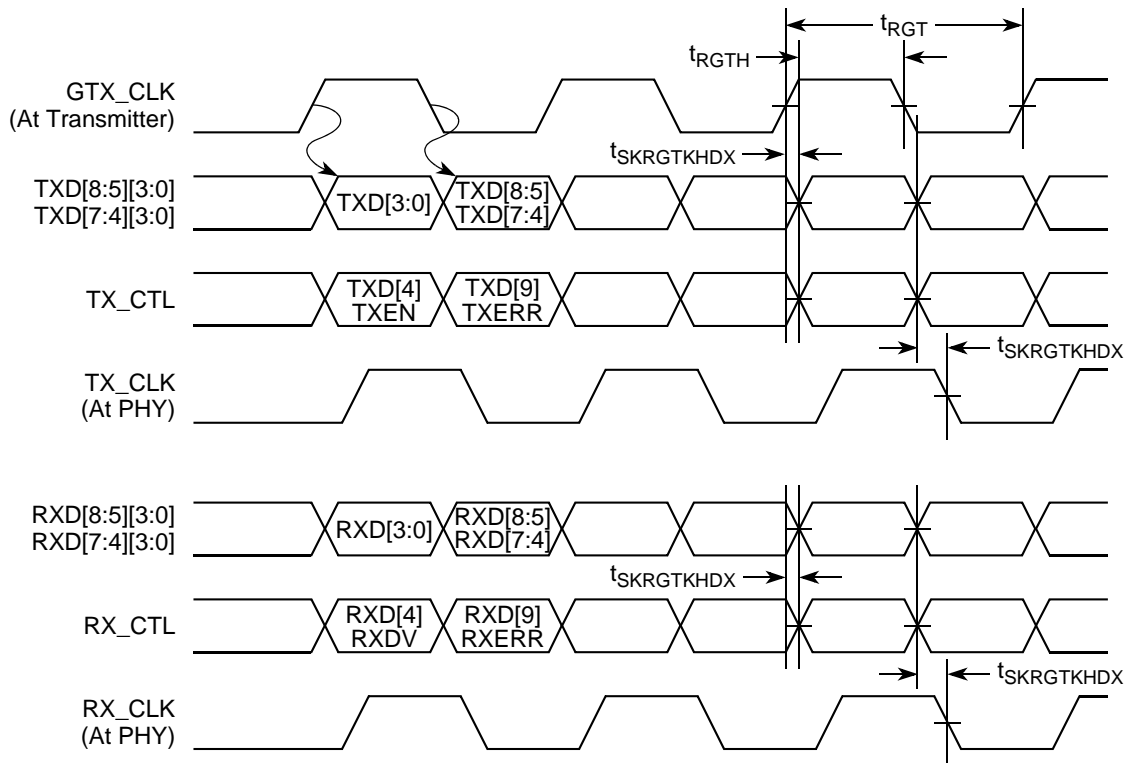 tRGT
tRGTH
GTX_CLK
(At Transmitter)
tSKRGTKHDX
TXD[8:5][3:0]
TXD[7:4][3:0]
TXD[3:0]
TXD[8:5]
TXD[7:4]
TX_CTL
TXD[4]
TXEN
TXD[9]
TXERR
tSKRGTKHDX
TX_CLK
(At PHY)
RXD[8:5][3:0]
RXD[7:4][3:0]
RXD[3:0]
RXD[8:5]
RXD[7:4]
tSKRGTKHDX
RX_CTL
RXD[4]
RXDV
RXD[9]
RXERR
tSKRGTKHDX
RX_CLK
(At PHY)